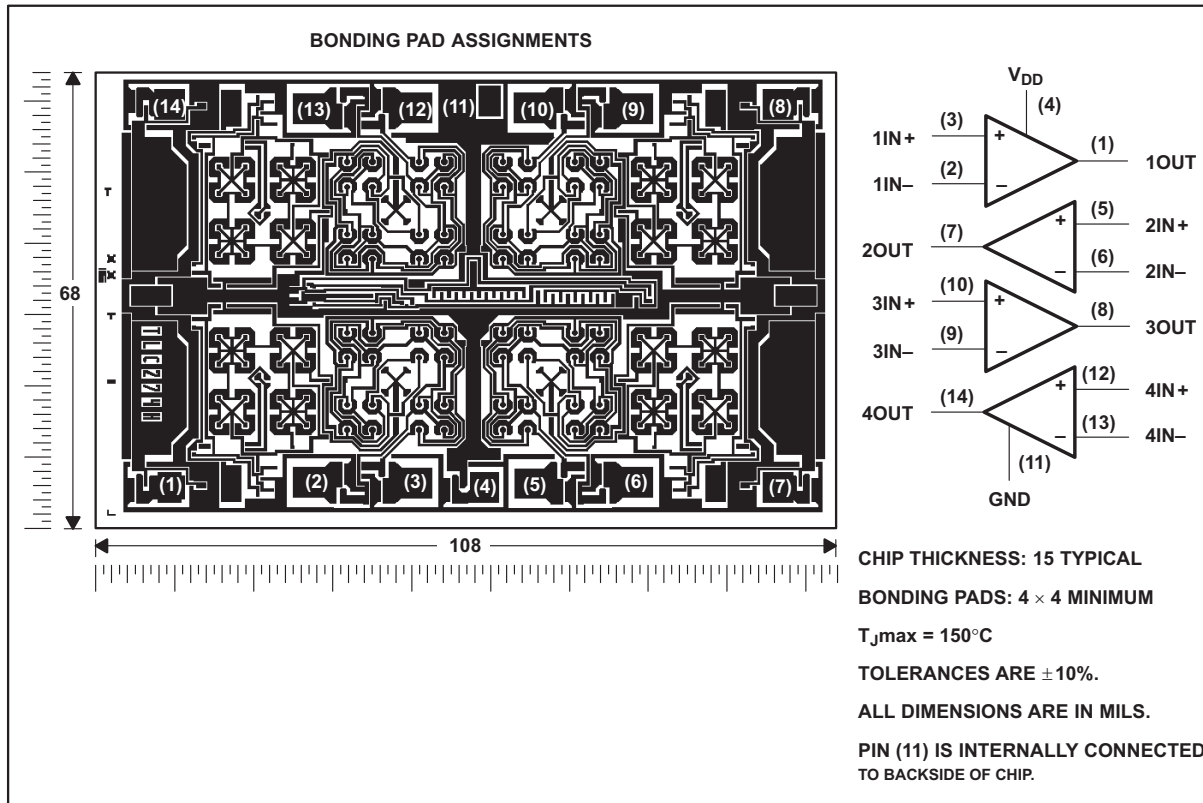 BONDING PAD ASSIGNMENTS
(14) (13) (12) (11) (10) (9) (8)
68
T
X
X
T
TLC2274H
(1) (2) (3) (4) (5) (6) (7)
108
VDD
(4)
(3)
1IN+
+
(1)
1OUT
(2)
1IN–
–
(5)
2IN+
+
(7)
2OUT
(6)
2IN–
–
(10)
3IN+
+
(8)
3OUT
(9)
3IN–
–
(12)
4IN+
+
(14)
4OUT
(13)
4IN–
–
(11)
GND
CHIP THICKNESS: 15 TYPICAL
BONDING PADS: 4 × 4 MINIMUM
TJmax = 150°C
TOLERANCES ARE ±10%.
ALL DIMENSIONS ARE IN MILS.
PIN (11) IS INTERNALLY CONNECTED
TO BACKSIDE OF CHIP.